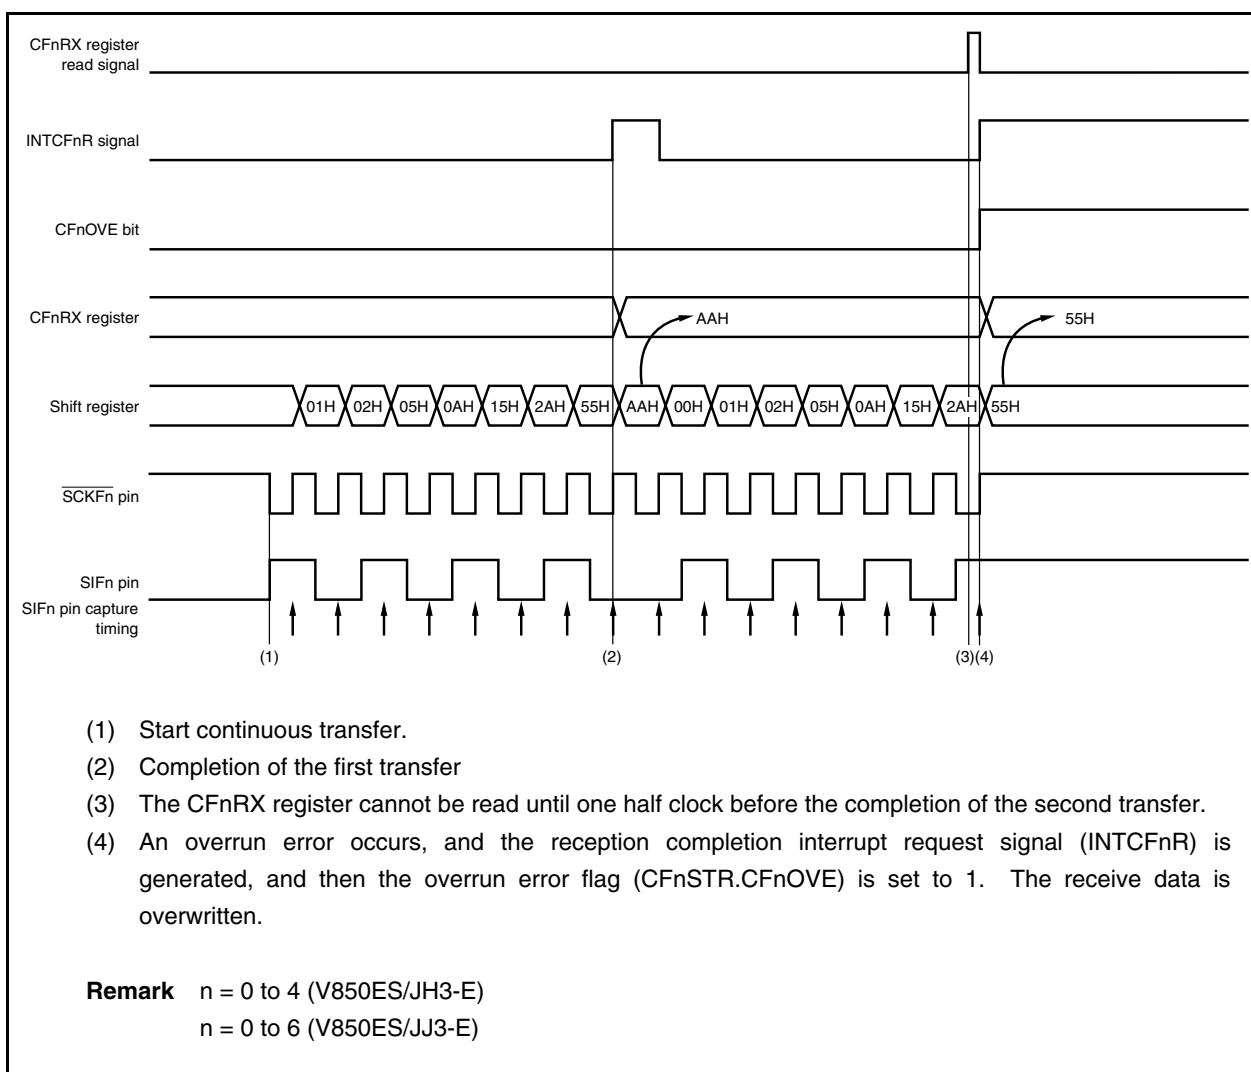 CFnRX register
read signal
INTCFnR signal
CFnOVE bit
CFnRX register
AAH
55H
Shift register
01H 02H 05H 0AH 15H 2AH 55H AAH 00H 01H 02H 05H 0AH 15H 2AH 55H
SCKFn pin
SIFn pin
SIFn pin capture
timing
(1) (2) (3)(4)
(1) Start continuous transfer.
(2) Completion of the first transfer
(3) The CFnRX register cannot be read until one half clock before the completion of the second transfer.
(4) An overrun error occurs, and the reception completion interrupt request signal (INTCFnR) is
generated, and then the overrun error flag (CFnSTR.CFnOVE) is set to 1. The receive data is
overwritten.
Remark n = 0 to 4 (V850ES/JH3-E)
n = 0 to 6 (V850ES/JJ3-E)